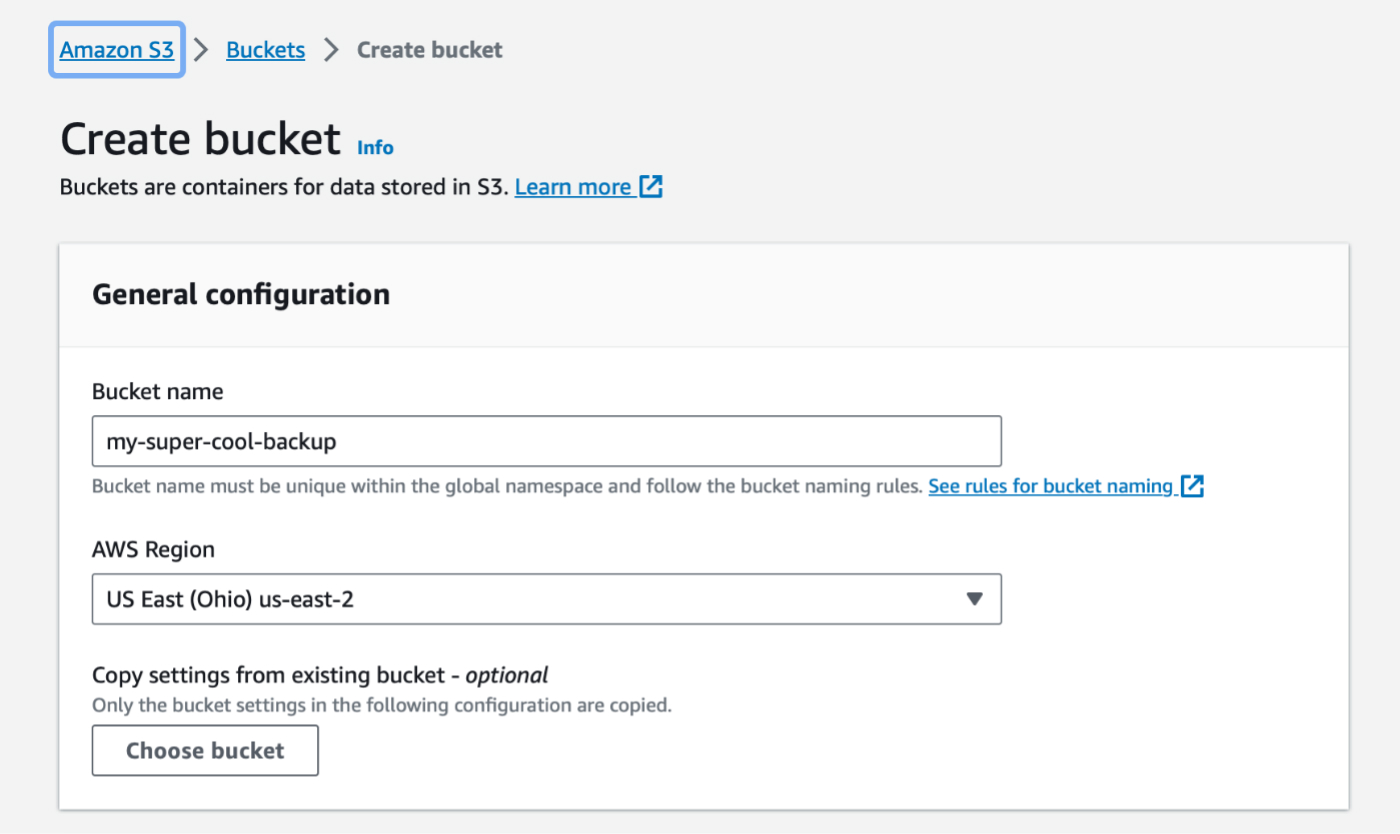 Amazon S3 > Buckets > Create bucket
Create bucket Info
Buckets are containers for data stored in S3. Learn more
General configuration
Bucket name
my-super-cool-backup
Bucket name must be unique within the global namespace and follow the bucket naming rules. See rules for bucket naming
AWS Region
US East (Ohio) us-east-2
Copy settings from existing bucket - optional
Only the bucket settings in the following configuration are copied.
Choose bucket